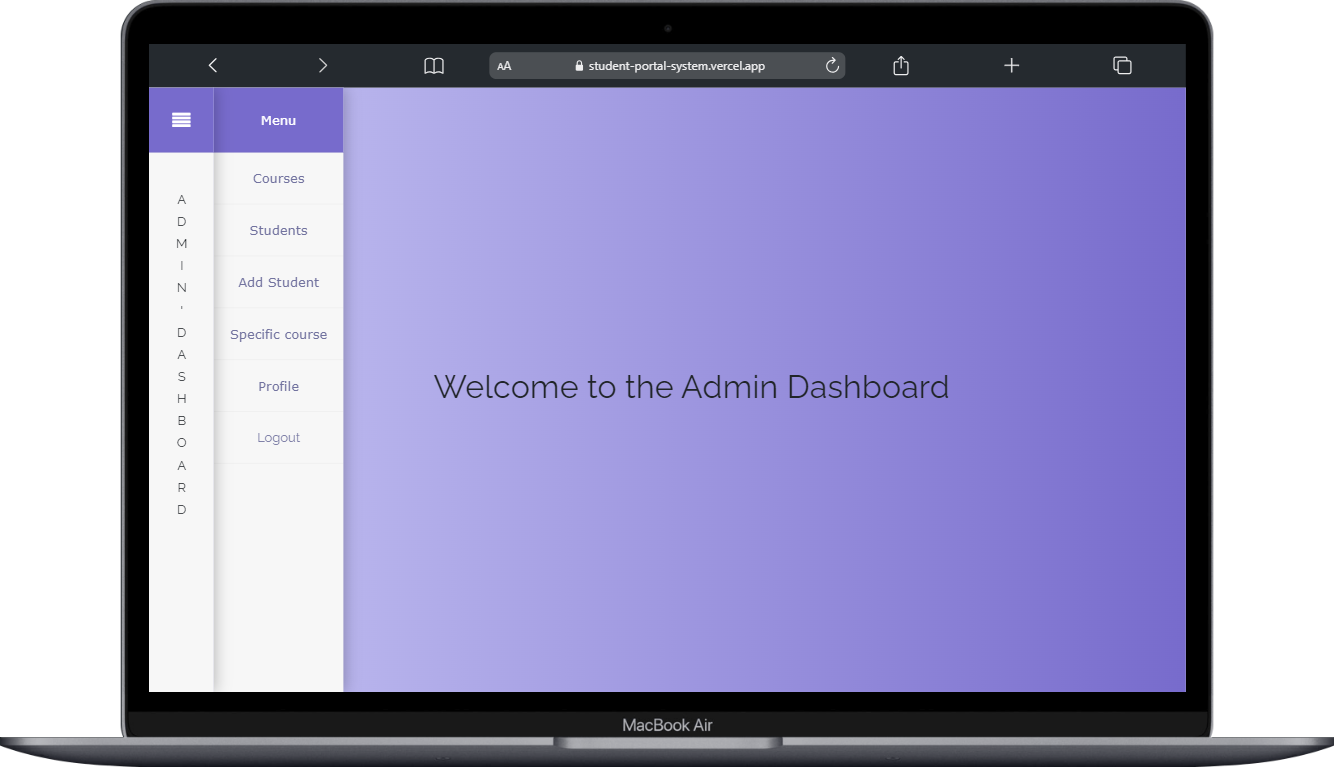 AA student-portal-system.vercel.app
Menu
Courses
Students
Add Student
Specific course
Profile
Logout
A
D
M
I
N
'
D
A
S
H
B
O
A
R
D
Welcome to the Admin Dashboard
MacBook Air